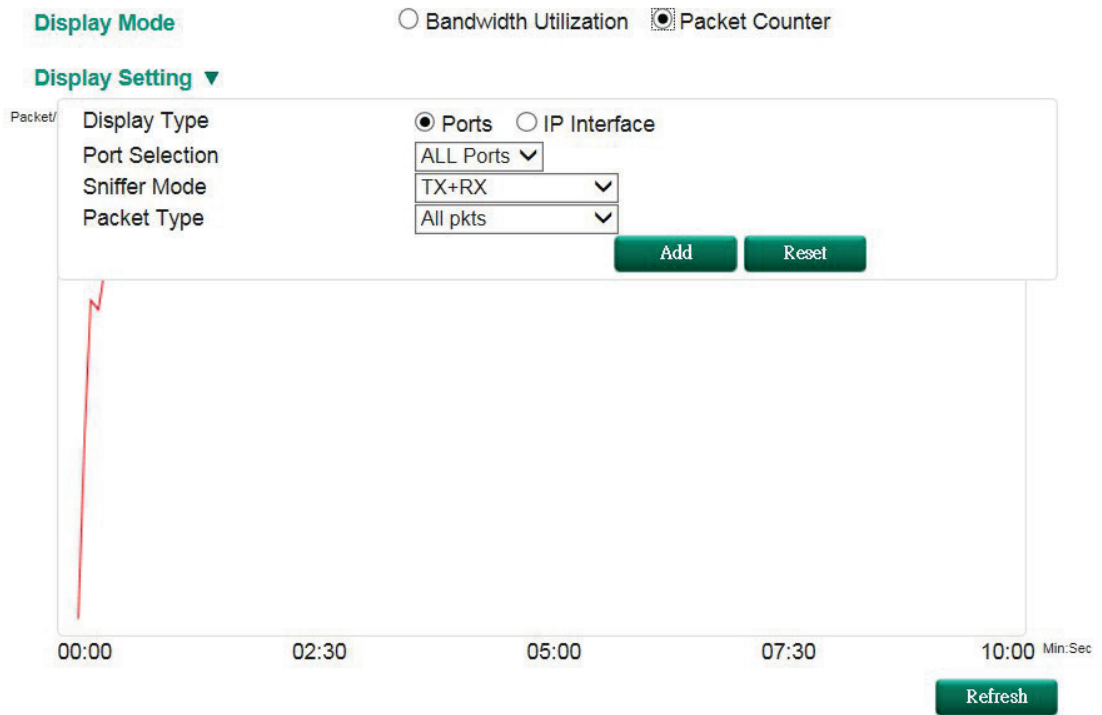 Display Mode
Bandwidth Utilization Packet Counter
Display Setting ▼
Packet/
Display Type Ports IP Interface
Port Selection ALL Ports
Sniffer Mode TX+RX
Packet Type All pkts
Add Reset
00:00 02:30 05:00 07:30 10:00 Min:Sec
Refresh